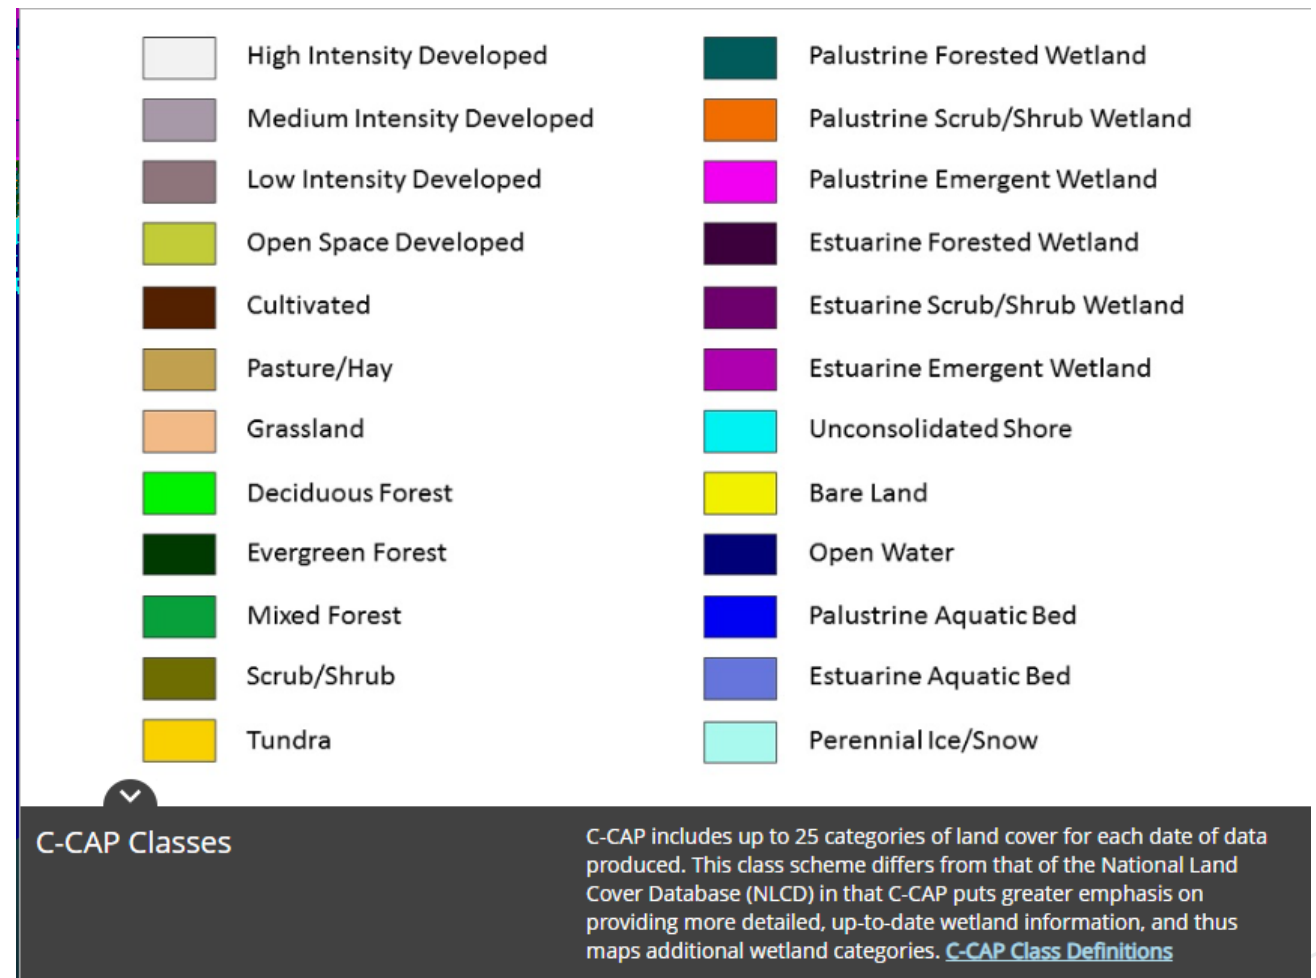 High Intensity Developed
Medium Intensity Developed
Low Intensity Developed
Open Space Developed
Cultivated
Pasture/Hay
Grassland
Deciduous Forest
Evergreen Forest
Mixed Forest
Scrub/Shrub
Tundra
Palustrine Forested Wetland
Palustrine Scrub/Shrub Wetland
Palustrine Emergent Wetland
Estuarine Forested Wetland
Estuarine Scrub/Shrub Wetland
Estuarine Emergent Wetland
Unconsolidated Shore
Bare Land
Open Water
Palustrine Aquatic Bed
Estuarine Aquatic Bed
Perennial Ice/Snow
C-CAP Classes
C-CAP includes up to 25 categories of land cover for each date of data
produced. This class scheme differs from that of the National Land
Cover Database (NLCD) in that C-CAP puts greater emphasis on
providing more detailed, up-to-date wetland information, and thus
maps additional wetland categories. C-CAP Class Definitions